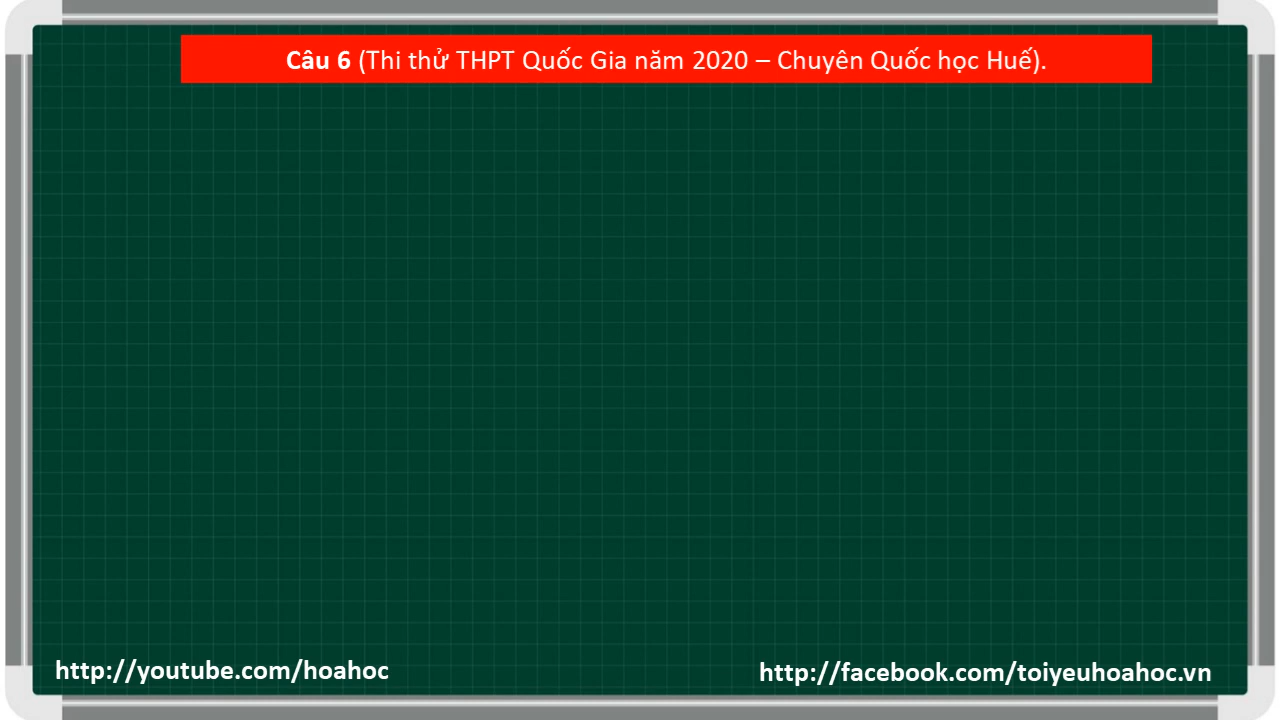 Câu 6 (Thi thử THPT Quốc Gia năm 2020 – Chuyên Quốc học Huế).
http://youtube.com/hoahoc
http://facebook.com/toiyeuhoahoc.vn